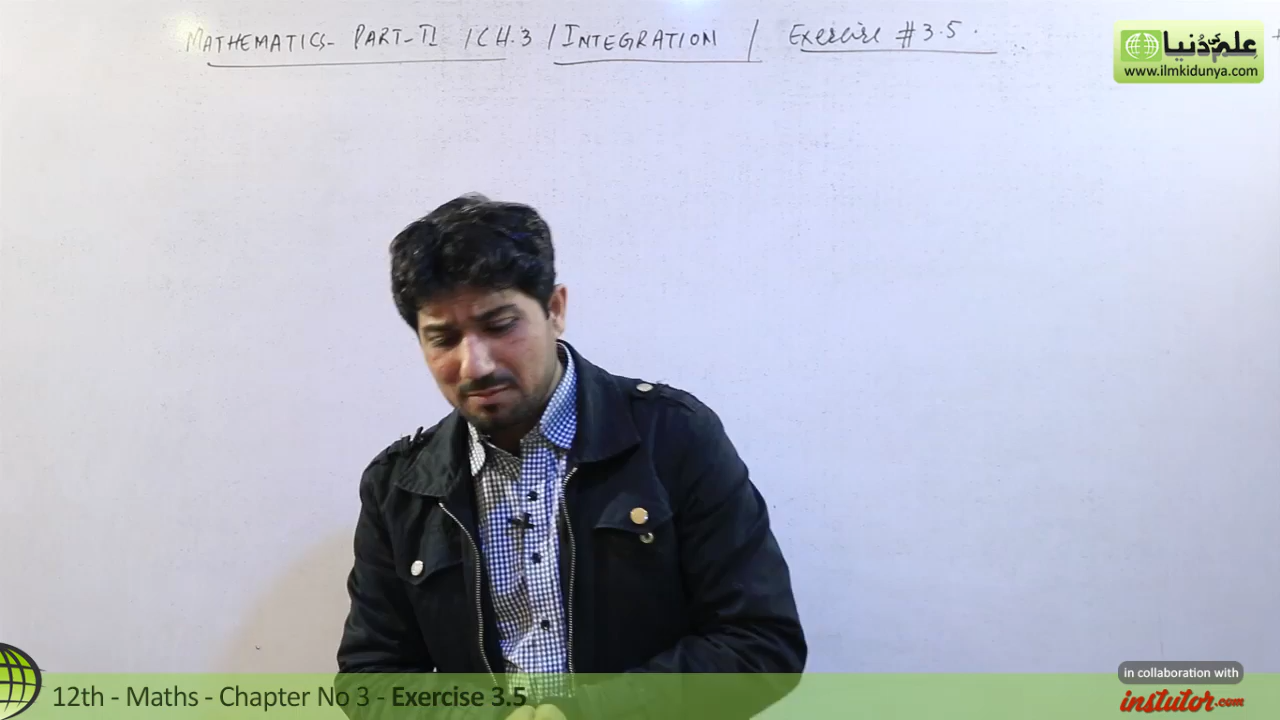 MATHEMATICS- PART-II / CH.3 / INTEGRATION / Exercise # 3.5.
علم کی دُنیا
www.ilmkidunya.com
in collaboration with
instutor.com
12th - Maths - Chapter No 3 - Exercise 3.5